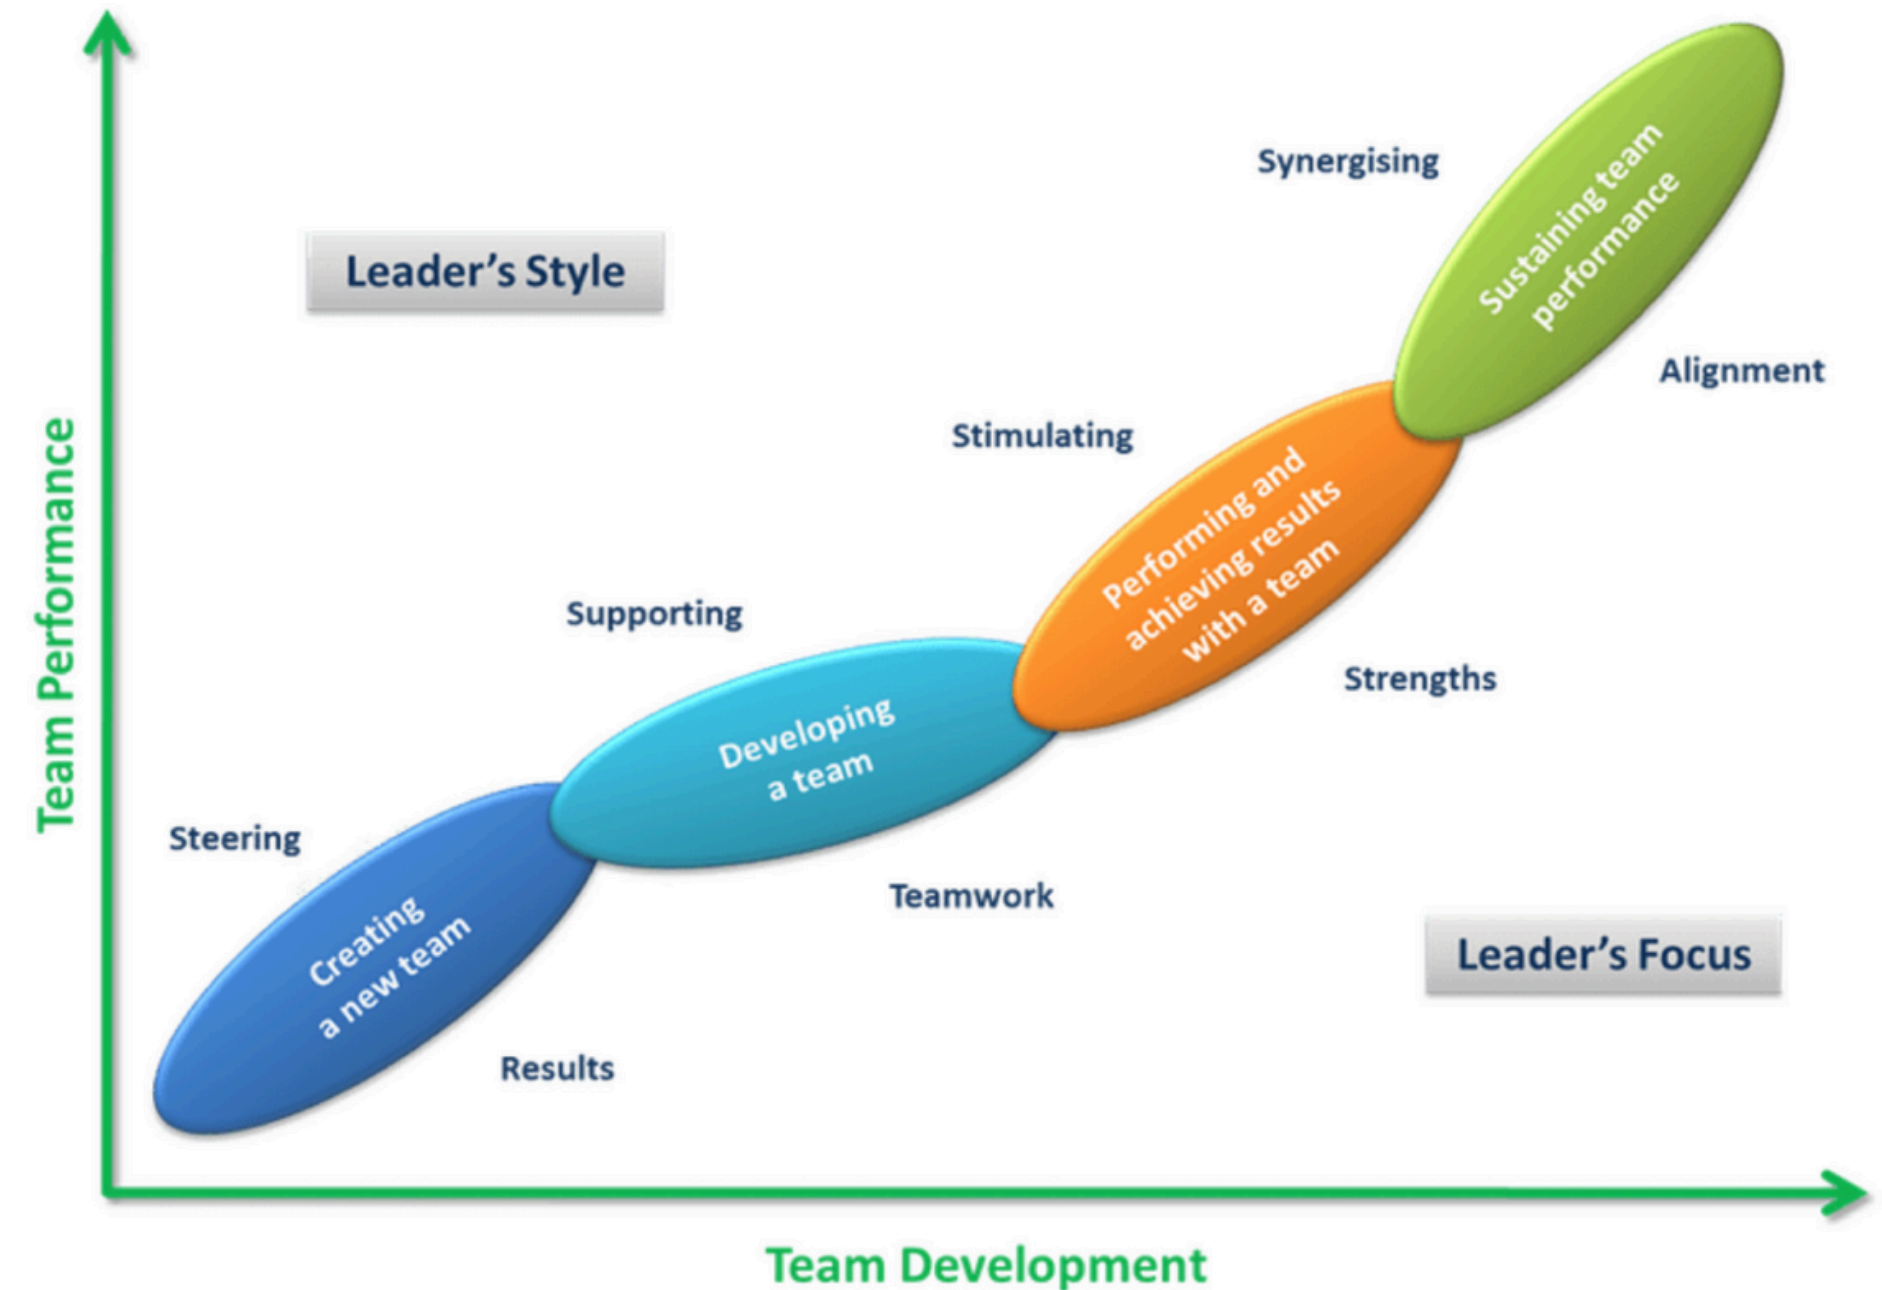 Synergising
Sustaining team
performance
Leader's Style
Alignment
Stimulating
Performing and
achieving results
with a team
Team Performance
Supporting
Strengths
Developing
a team
Steering
Teamwork
Creating
a new team
Leader's Focus
Results
Team Development